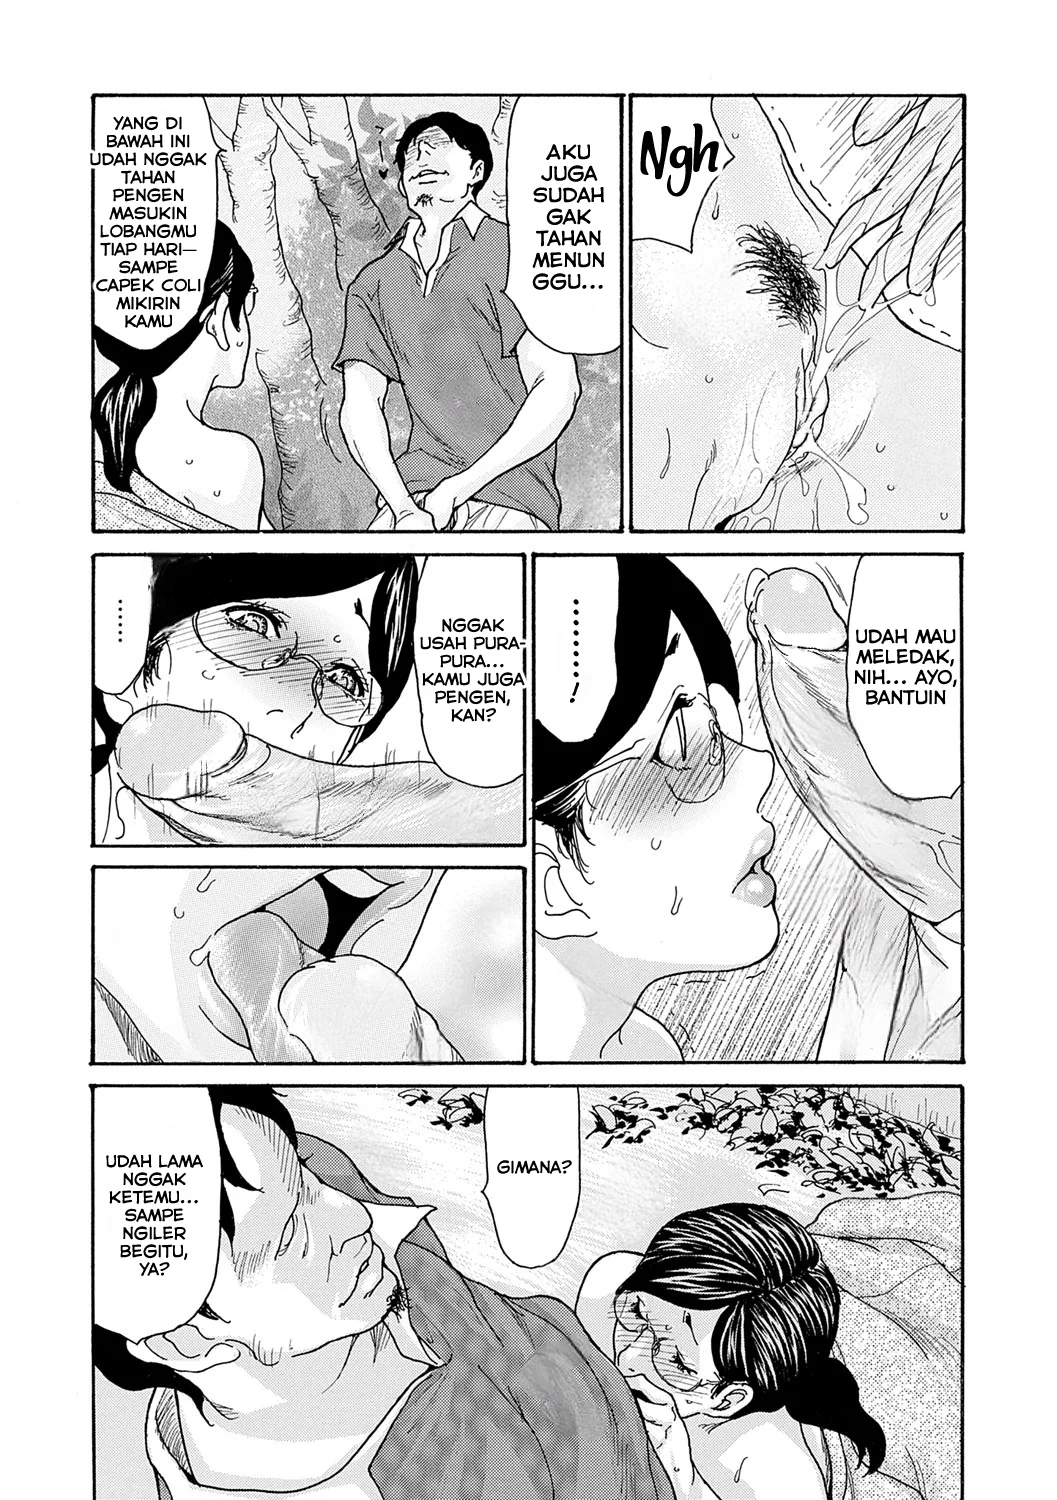 Ngh
AKU
JUGA
SUDAH
GAK
TAHAN
MENUN
GGU...
YANG DI
BAWAH INI
UDAH NGGAK
TAHAN
PENGEN
MASUKIN
LOBANGMU
TIAP HARI—
SAMPE
CAPEK COLI
MIKIRIN
KAMU
UDAH MAU
MELEDAK,
NIH... AYO,
BANTUIN
NGGAK
USAH PURA-
PURA...
KAMU JUGA
PENGEN,
KAN?
GIMANA?
UDAH LAMA
NGGAK
KETEMU...
SAMPE
NGILER
BEGITU,
YA?